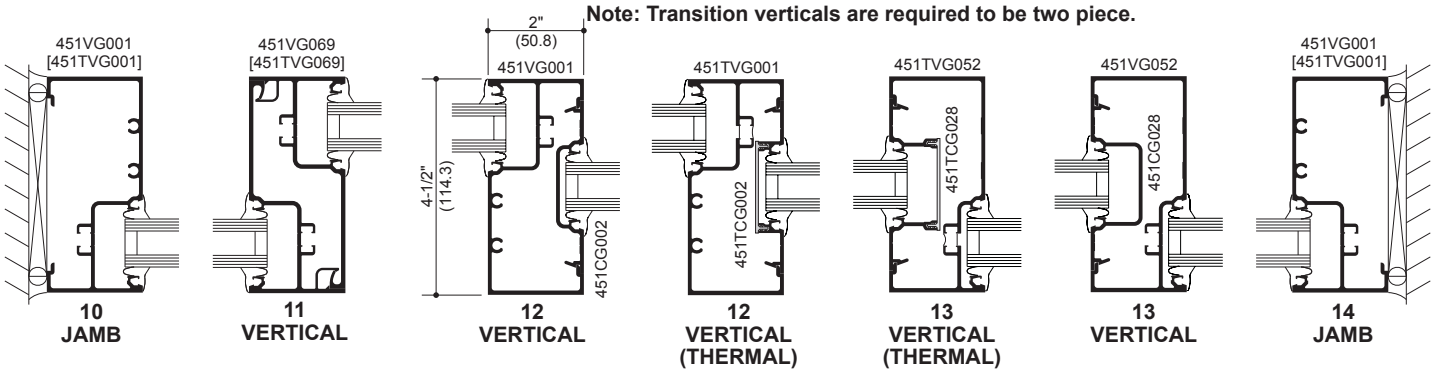 Note: Transition verticals are required to be two piece.
451VG001
[451TVG001]
10
JAMB
451VG069
[451TVG069]
11
VERTICAL
2"
(50.8)
451VG001
4-1/2"
(114.3)
451CG002
12
VERTICAL
451TVG001
451TCG002
12
VERTICAL
(THERMAL)
451TVG052
451TCG028
13
VERTICAL
(THERMAL)
451VG052
451CG028
13
VERTICAL
451VG001
[451TVG001]
14
JAMB